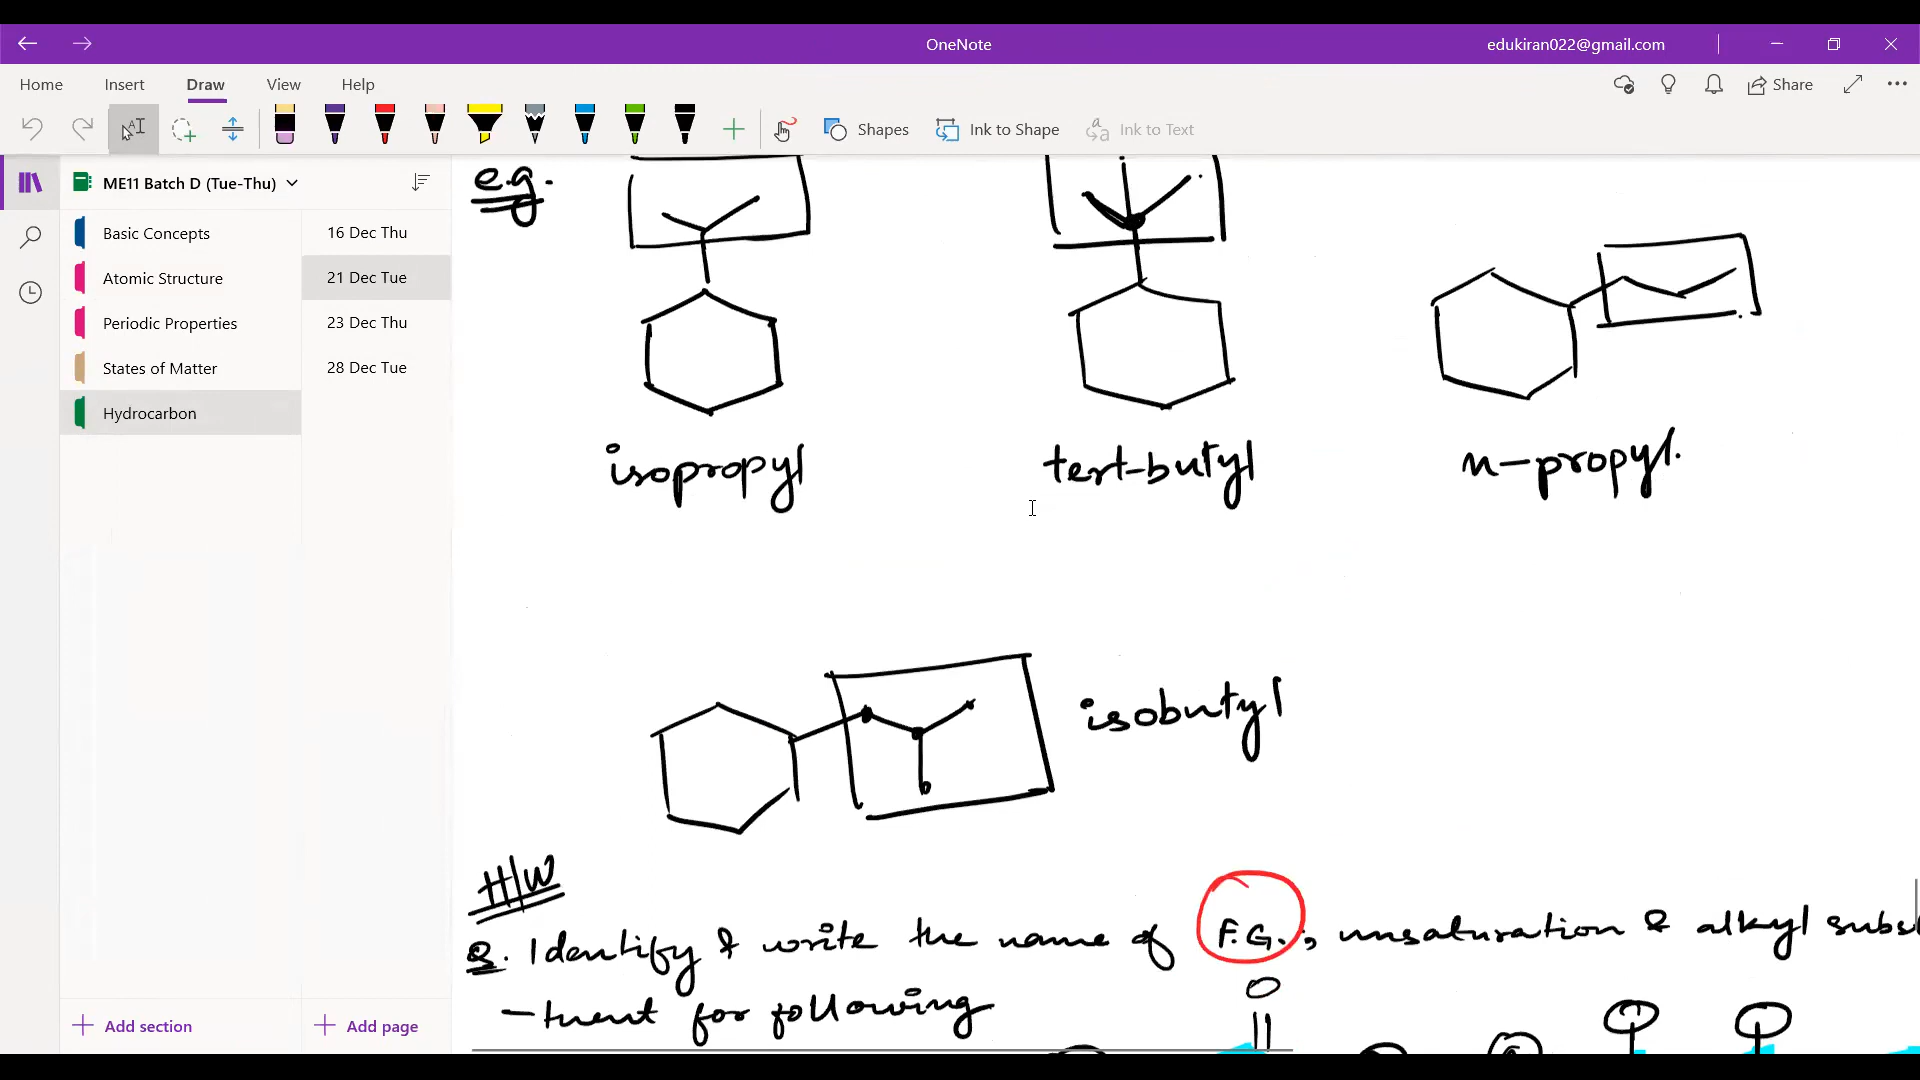 OneNote
edukiran022@gmail.com
Home
Insert
Draw
View
Help
Share
Shapes
Ink to Shape
Ink to Text
ME11 Batch D (Tue-Thu)
Basic Concepts
Atomic Structure
Periodic Properties
States of Matter
Hydrocarbon
16 Dec Thu
21 Dec Tue
23 Dec Thu
28 Dec Tue
e.g.
isopropyl
tert-butyl
n-propyl.
isobutyl
H/W
Q. Identify & write the name of F.G., unsaturation & alkyl subs
-tuent for following
O
Add section
Add page